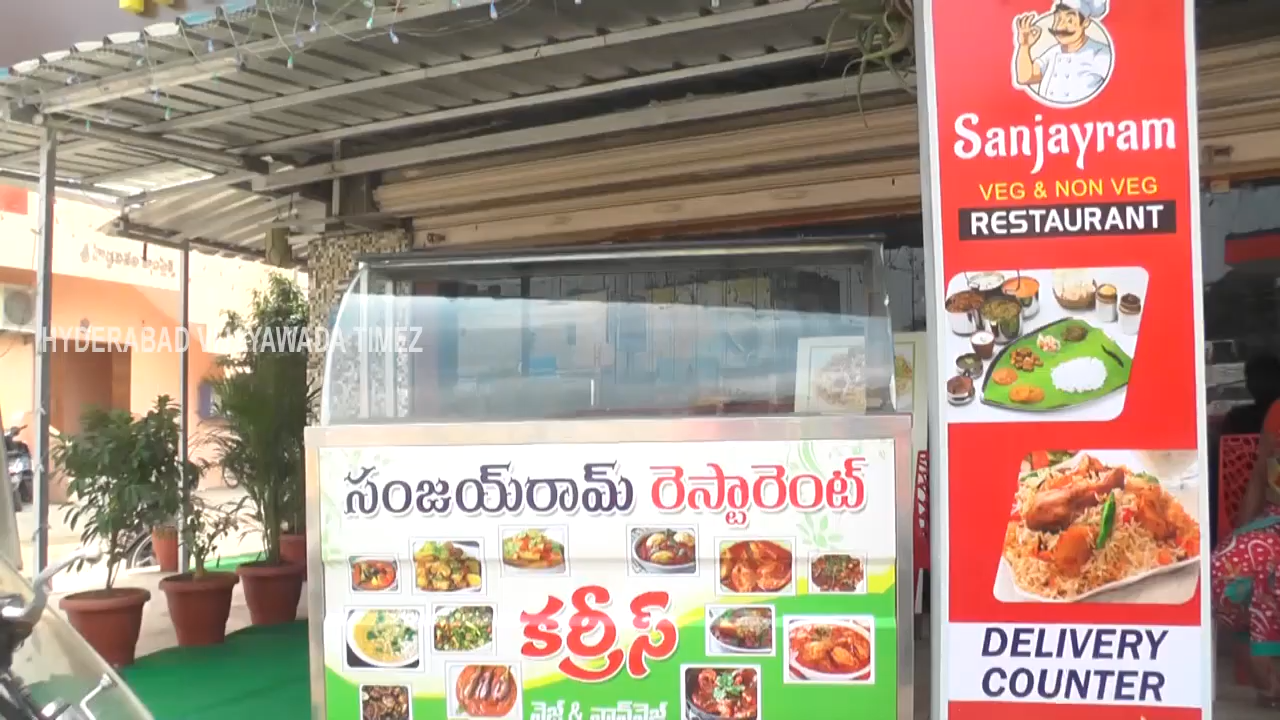 Sanjayram
VEG & NON VEG
RESTAURANT
HYDERABAD VIJAYAWADA TIMEZ
సంజయ్‌రామ్ రెస్టారెంట్
కర్రీస్
వెజ్ & నాన్‌వెజ్
DELIVERY
COUNTER